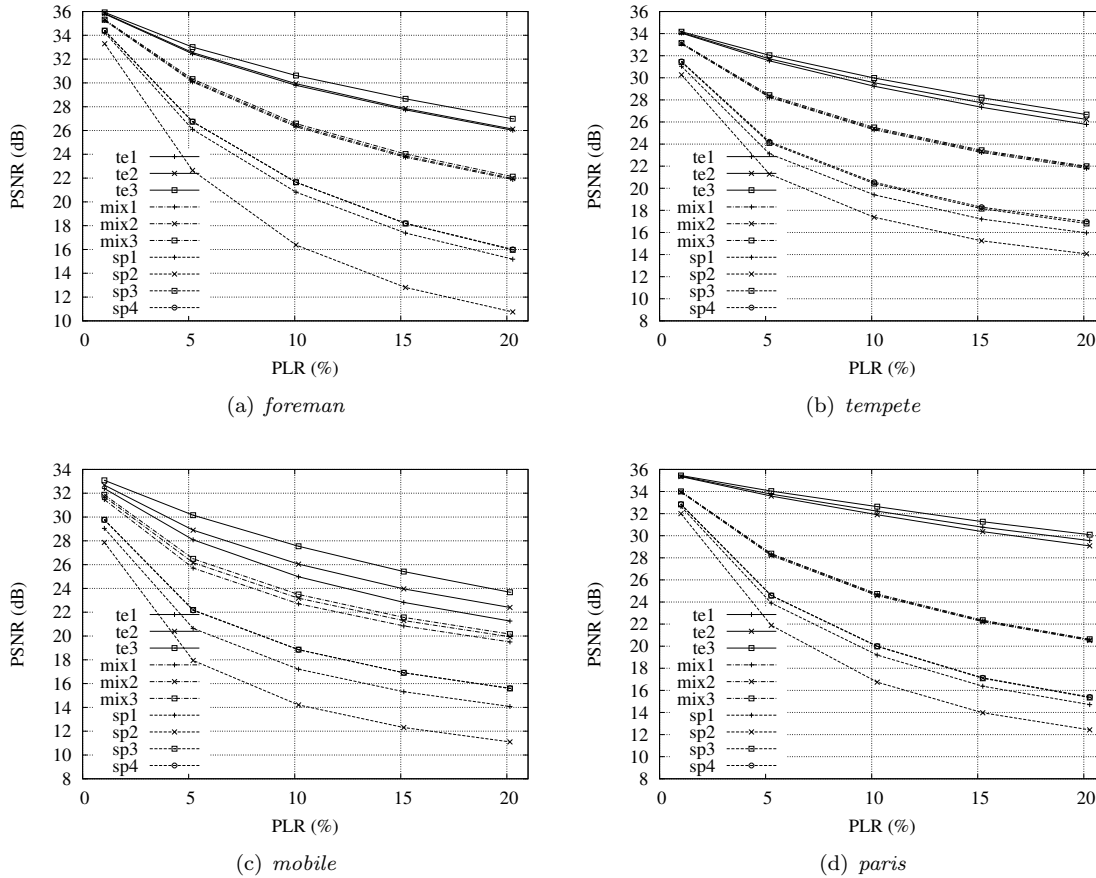 36
34
32
30
28
26
24
22
20
18
16
14
12
10
PSNR (dB)
te1
te2
te3
mix1
mix2
mix3
sp1
sp2
sp3
sp4
0 5 10 15 20
PLR (%)
(a) foreman
36
34
32
30
28
26
24
22
20
18
16
14
12
10
8
PSNR (dB)
te1
te2
te3
mix1
mix2
mix3
sp1
sp2
sp3
sp4
0 5 10 15 20
PLR (%)
(b) tempete
34
32
30
28
26
24
22
20
18
16
14
12
10
8
PSNR (dB)
te1
te2
te3
mix1
mix2
mix3
sp1
sp2
sp3
sp4
0 5 10 15 20
PLR (%)
(c) mobile
36
34
32
30
28
26
24
22
20
18
16
14
12
10
8
PSNR (dB)
te1
te2
te3
mix1
mix2
mix3
sp1
sp2
sp3
sp4
0 5 10 15 20
PLR (%)
(d) paris